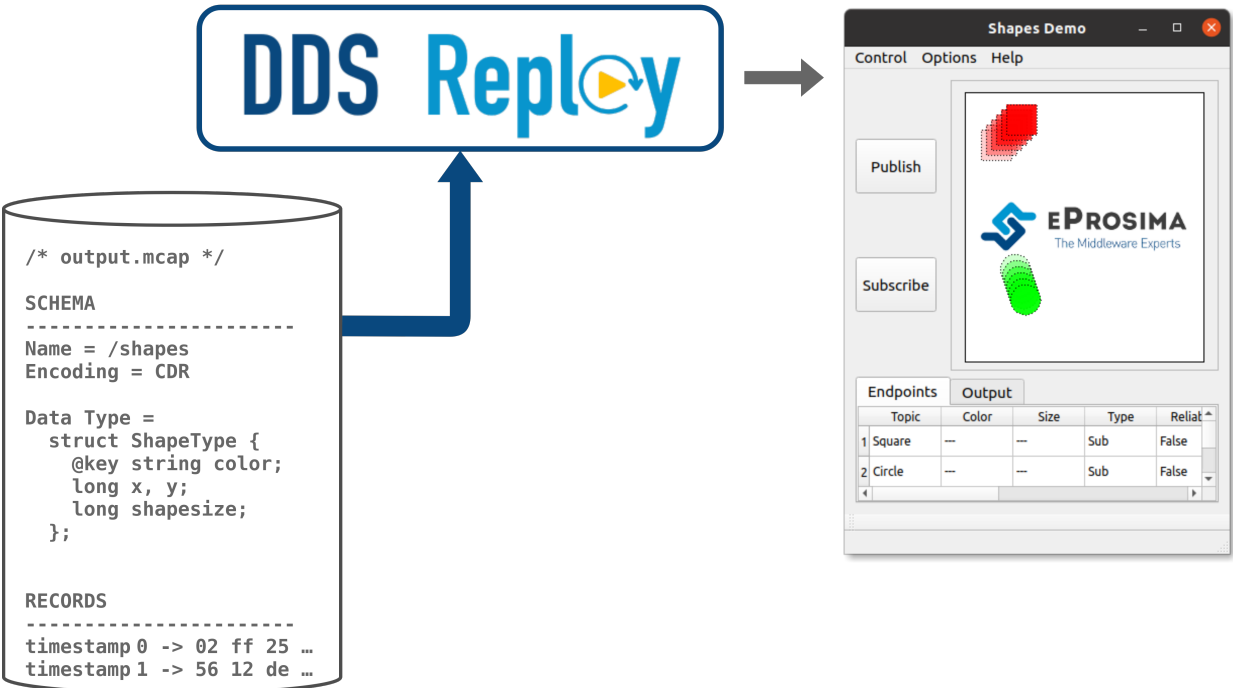 DDS Replay
/* output.mcap */
SCHEMA
-----------------------
Name = /shapes
Encoding = CDR
Data Type =
struct ShapeType {
@key string color;
long x, y;
long shapesize;
};
RECORDS
-----------------------
timestamp 0 -> 02 ff 25 …
timestamp 1 -> 56 12 de …
Shapes Demo
Control Options Help
Publish
Subscribe
EPROSIMA
The Middleware Experts
Endpoints Output
Topic Color Size Type Reliat
1 Square --- --- Sub False
2 Circle --- --- Sub False